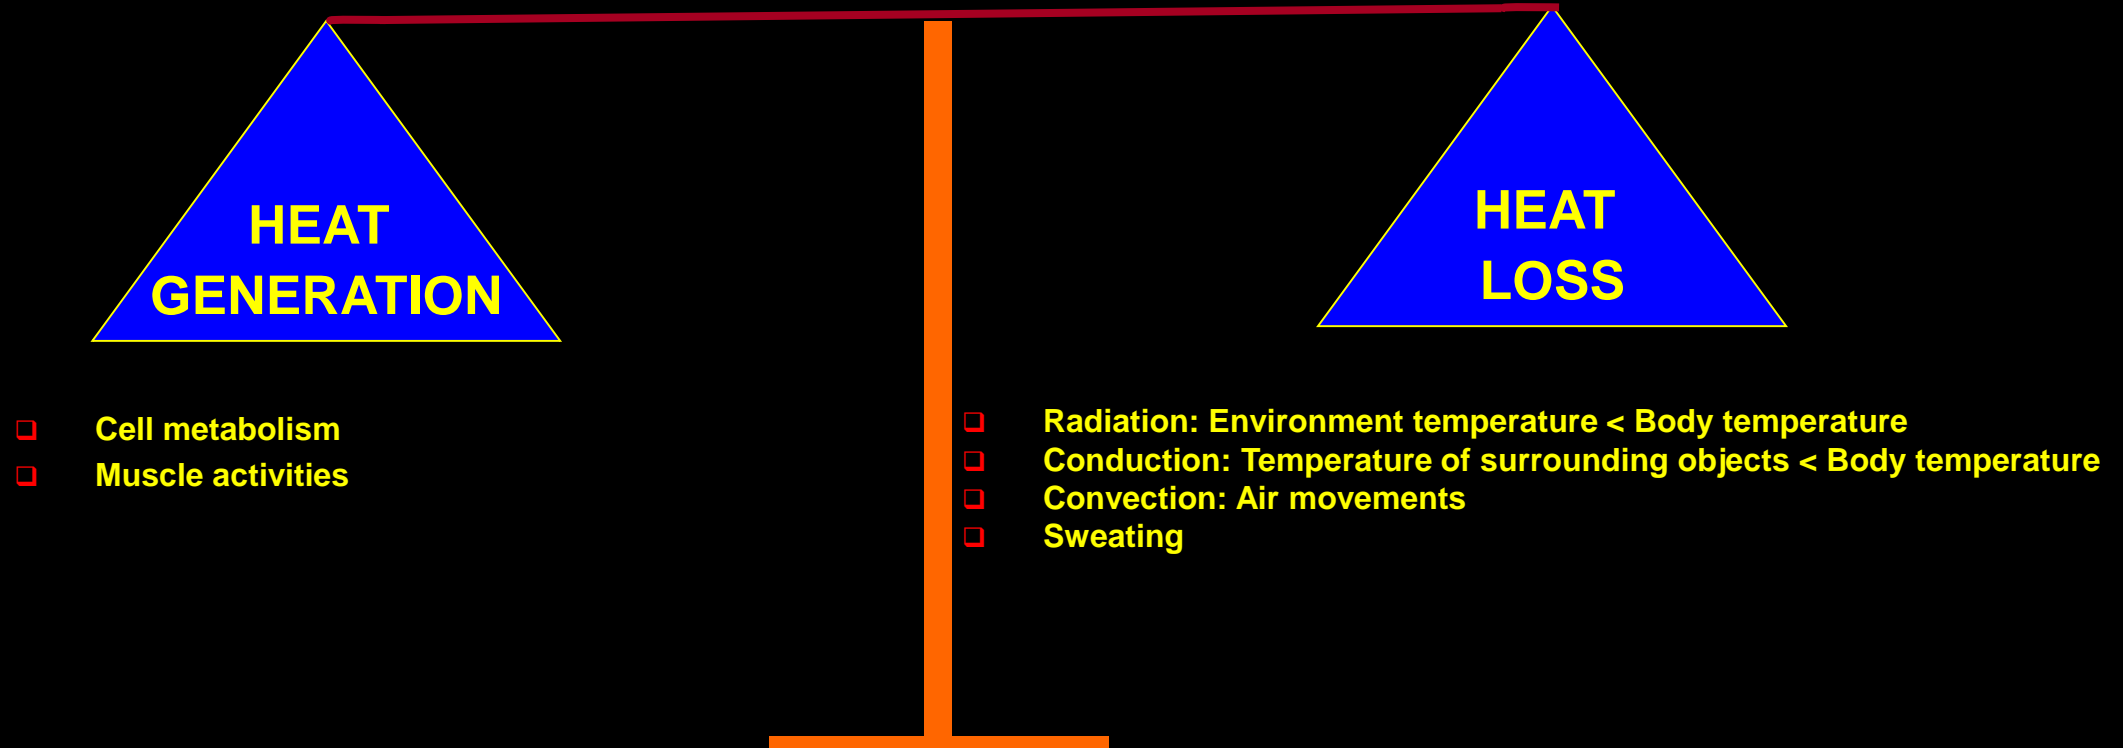 HEAT
GENERATION
HEAT
LOSS
Cell metabolism
Muscle activities
Radiation: Environment temperature < Body temperature
Conduction: Temperature of surrounding objects < Body temperature
Convection: Air movements
Sweating